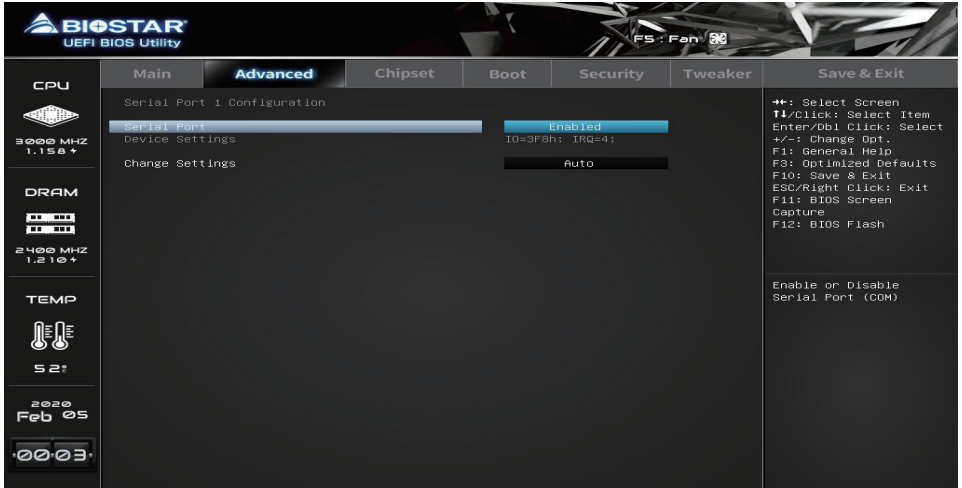 BIOSTAR®
UEFI BIOS Utility
F5 : Fan
Main Advanced Chipset Boot Security Tweaker Save & Exit
CPU
3000 MHZ
1.158
DRAM
2400 MHZ
1.210
TEMP
52
2020
Feb 05
00:03
Serial Port 1 Configuration
Serial Port Enabled
Device Settings IO=3F8h; IRQ=4;
Change Settings Auto
→←: Select Screen
↑↓/Click: Select Item
Enter/Dbl Click: Select
+/-: Change Opt.
F1: General Help
F3: Optimized Defaults
F10: Save & Exit
ESC/Right Click: Exit
F11: BIOS Screen
Capture
F12: BIOS Flash
Enable or Disable
Serial Port (COM)